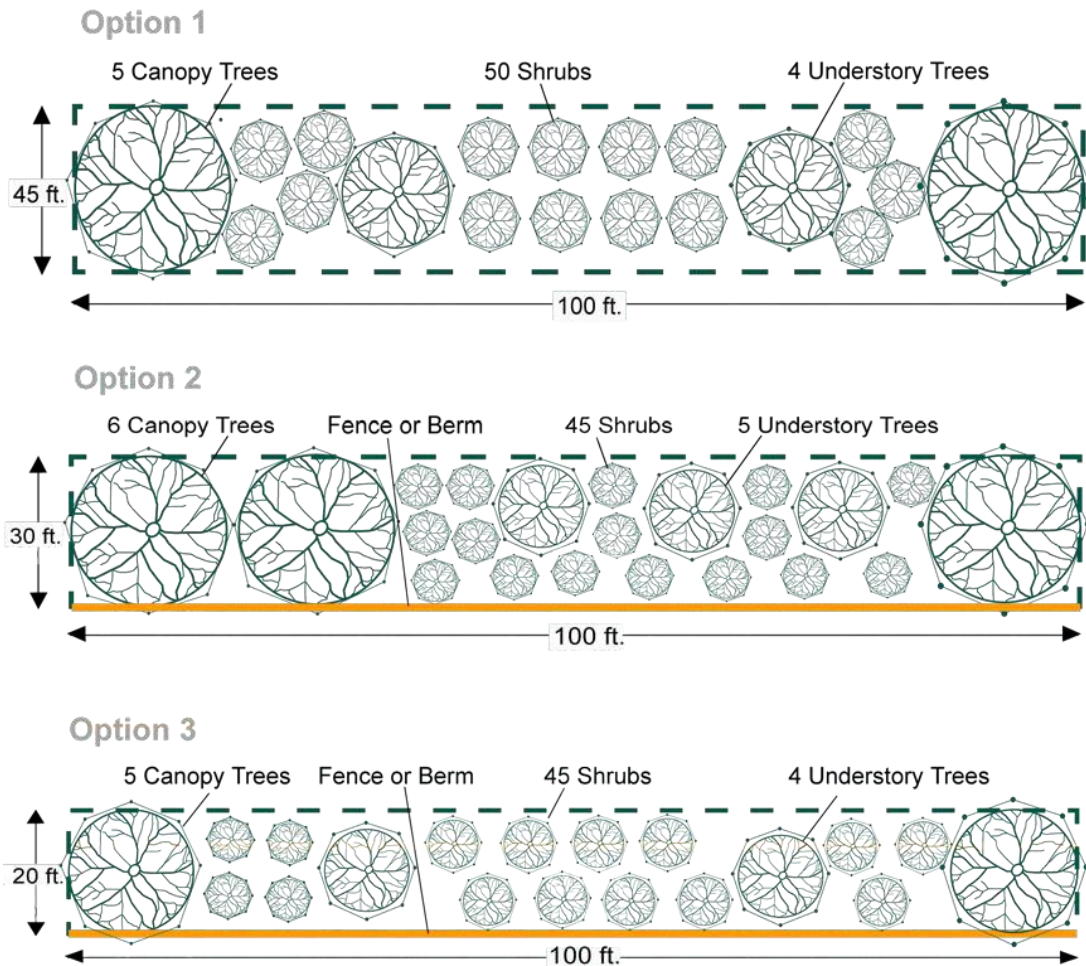 Option 1
5 Canopy Trees 50 Shrubs 4 Understory Trees
45 ft.
100 ft.
Option 2
6 Canopy Trees Fence or Berm 45 Shrubs 5 Understory Trees
30 ft.
100 ft.
Option 3
5 Canopy Trees Fence or Berm 45 Shrubs 4 Understory Trees
20 ft.
100 ft.